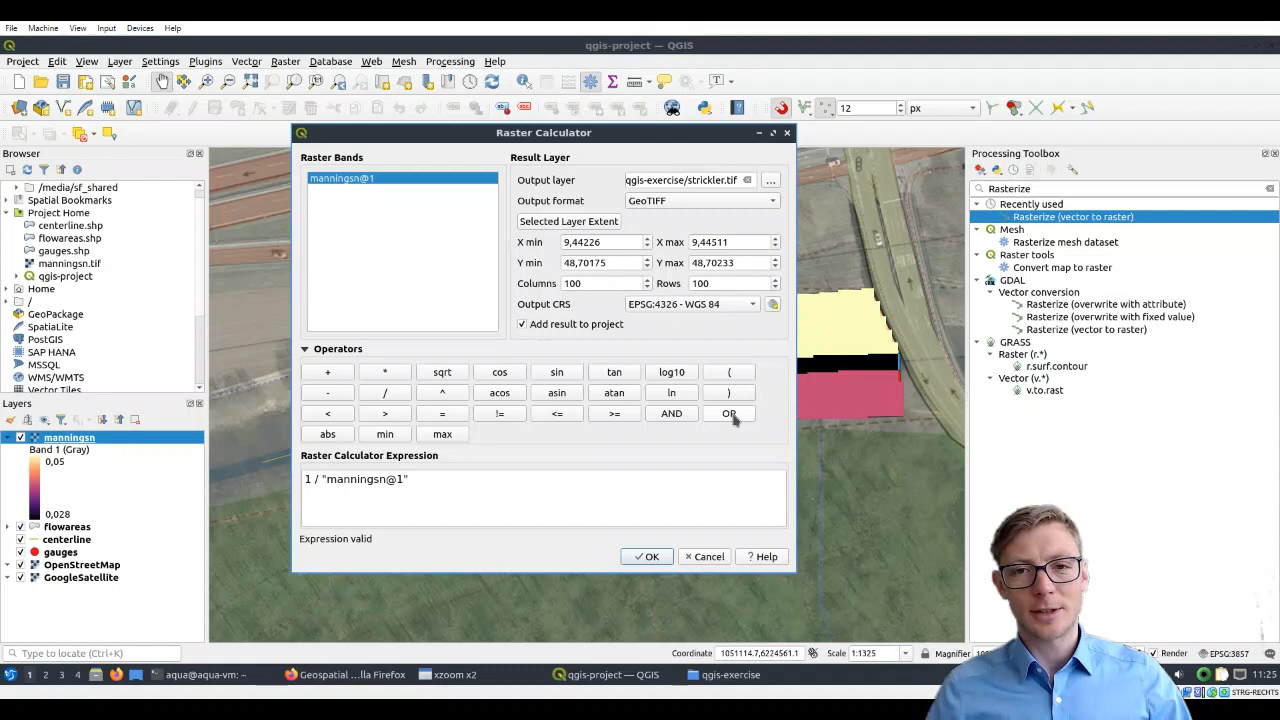 File Machine View Input Devices Help
qgis-project — QGIS
Project Edit View Layer Settings Plugins Vector Raster Database Web Mesh Processing Help
12 px
Browser
/media/sf_shared
Spatial Bookmarks
Project Home
centerline.shp
flowareas.shp
gauges.shp
manningsn.tif
qgis-project
Home
/
GeoPackage
SpatiaLite
PostGIS
SAP HANA
MSSQL
WMS/WMTS
Layers
manningsn
Band 1 (Gray)
0,05
0,028
flowareas
centerline
gauges
OpenStreetMap
GoogleSatellite
Raster Calculator
Raster Bands
manningsn@1
Result Layer
Output layer qgis-exercise/strickler.tif ...
Output format GeoTIFF
Selected Layer Extent
X min 9,44226 X max 9,44511
Y min 48,70175 Y max 48,70233
Columns 100 Rows 100
Output CRS EPSG:4326 - WGS 84
Add result to project
Operators
+ * sqrt cos sin tan log10 (
- / ^ acos asin atan ln )
< > = != <= >= AND OR
abs min max
Raster Calculator Expression
1 / "manningsn@1"
Expression valid
OK Cancel Help
Processing Toolbox
Rasterize
Recently used
Rasterize (vector to raster)
Mesh
Rasterize mesh dataset
Raster tools
Convert map to raster
GDAL
Vector conversion
Rasterize (overwrite with attribute)
Rasterize (overwrite with fixed value)
Rasterize (vector to raster)
GRASS
Raster (r.*)
r.surf.contour
Vector (v.*)
v.to.rast
Type to locate (Ctrl+K)
Coordinate 1051114.7,6224561.1 Scale 1:1325 Magnifier Render EPSG:3857
1 2 3 4 aqua@aqua-vm: ~ Geospatial ...lla Firefox xzoom x2 qgis-project — QGIS qgis-exercise 11:25
STRG-RECHTS